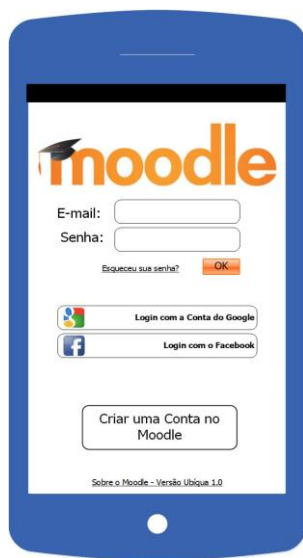 moodle
E-mail:
Senha:
Esqueceu sua senha? OK
Login com a Conta do Google
Login com o Facebook
Criar uma Conta no
Moodle
Sobre o Moodle - Versão Ubíqua 1.0